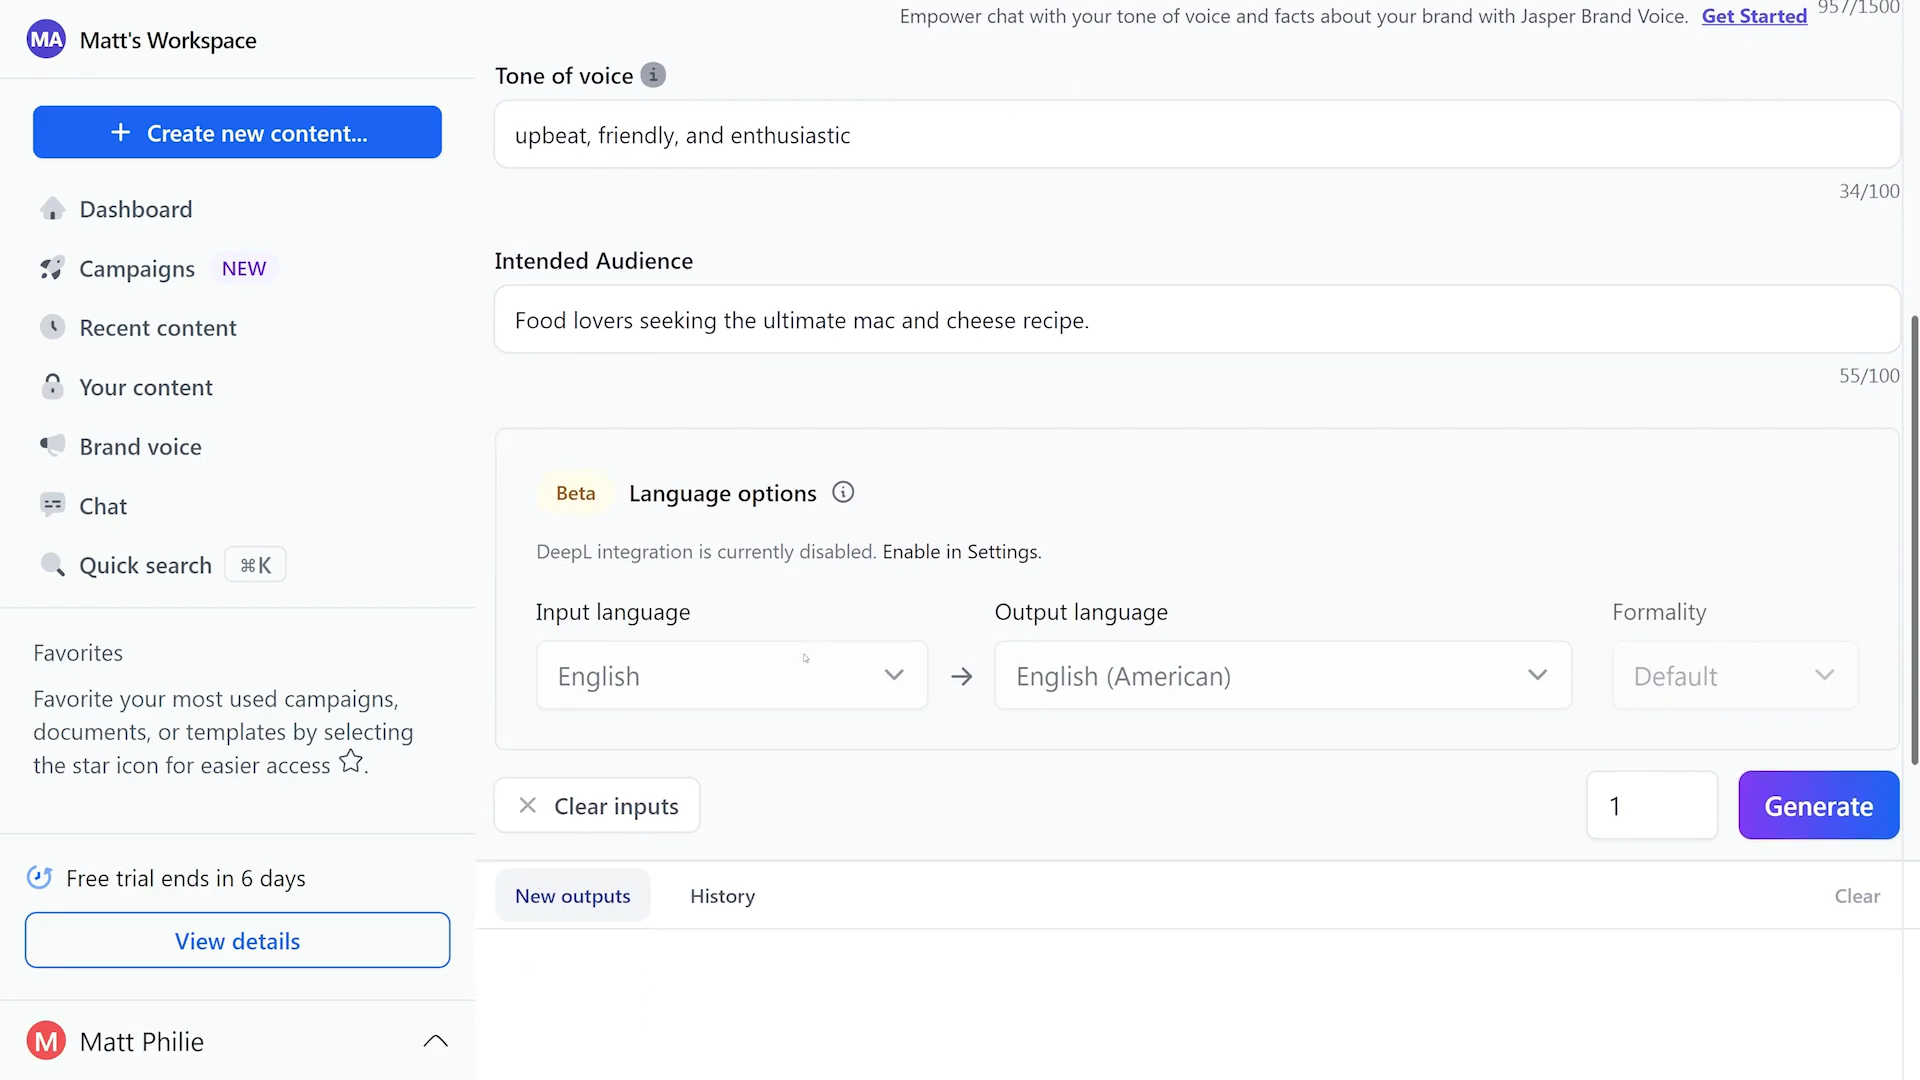 MA Matt's Workspace
+ Create new content...
Dashboard
Campaigns NEW
Recent content
Your content
Brand voice
Chat
Quick search ⌘K
Favorites
Favorite your most used campaigns,
documents, or templates by selecting
the star icon for easier access ☆.
Free trial ends in 6 days
View details
M Matt Philie
Empower chat with your tone of voice and facts about your brand with Jasper Brand Voice. Get Started 957/1500
Tone of voice
upbeat, friendly, and enthusiastic
34/100
Intended Audience
Food lovers seeking the ultimate mac and cheese recipe.
55/100
Beta Language options
DeepL integration is currently disabled. Enable in Settings.
Input language Output language Formality
English → English (American) Default
× Clear inputs 1 Generate
New outputs History Clear